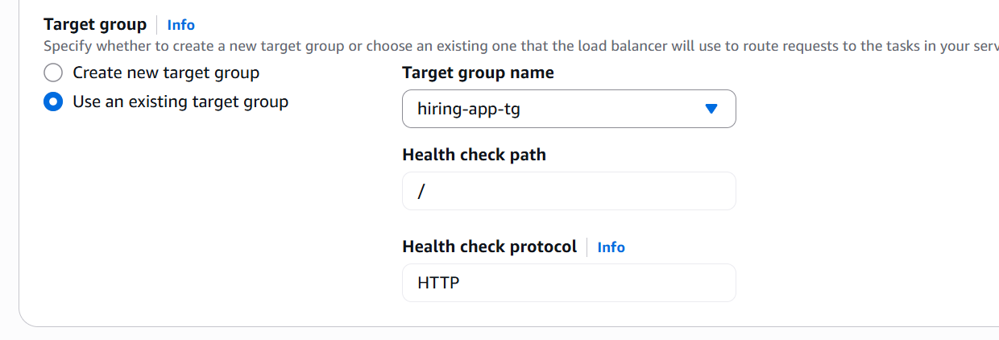 Target group Info
Specify whether to create a new target group or choose an existing one that the load balancer will use to route requests to the tasks in your
Create new target group
Use an existing target group
Target group name
hiring-app-tg
Health check path
/
Health check protocol Info
HTTP